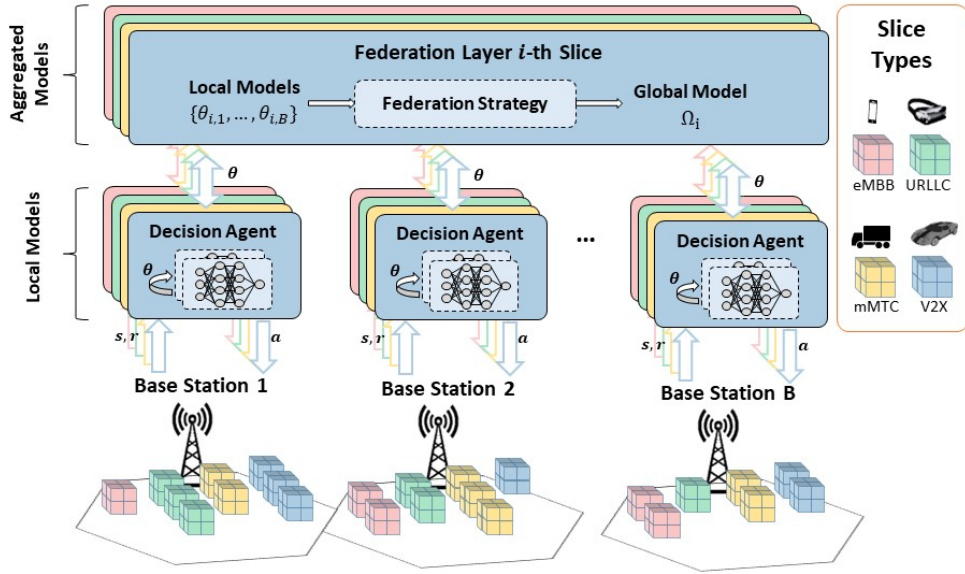 Aggregated
Models
Federation Layer i-th Slice
Local Models
{θi,1, ..., θi,B}
Federation Strategy
Global Model
Ωi
Slice
Types
eMBB
URLLC
mMTC
V2X
Local Models
θ
θ
θ
Decision Agent
θ
Decision Agent
θ
...
Decision Agent
θ
s, r
a
s, r
a
s, r
a
Base Station 1
Base Station 2
Base Station B